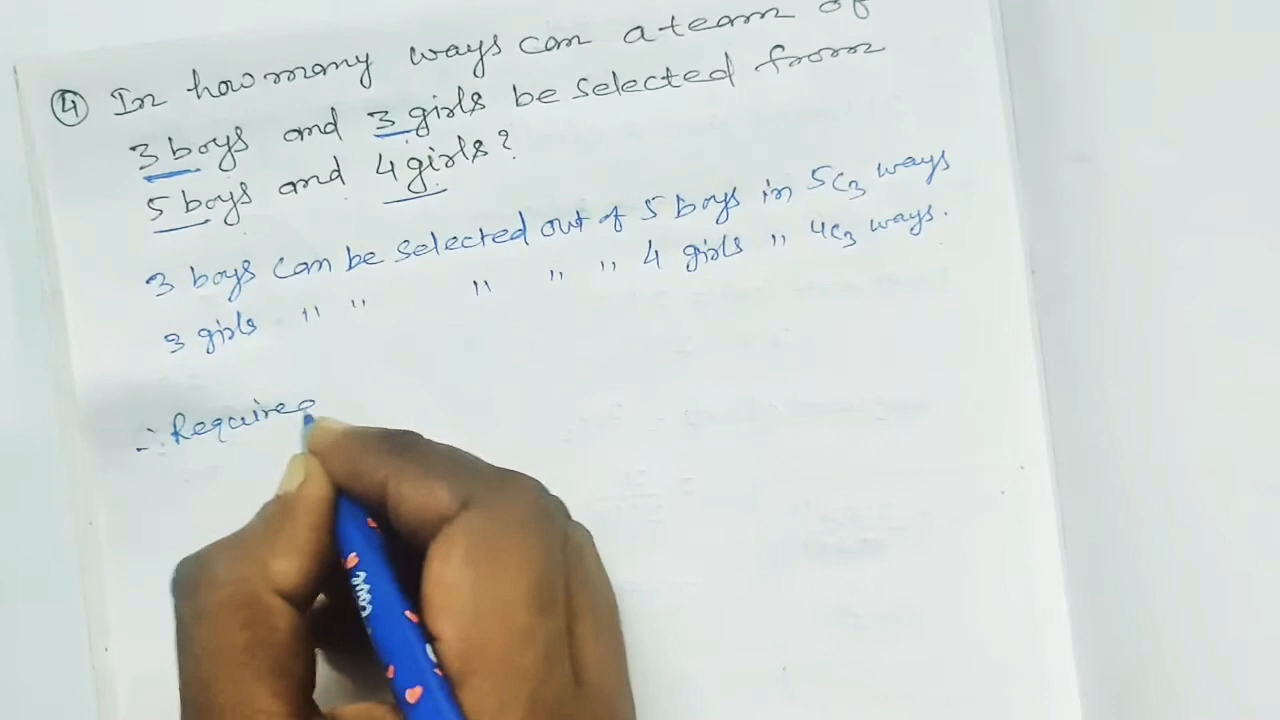 ④ In how many ways can a team of
3 boys and 3 girls be selected from
5 boys and 4 girls?
3 boys can be selected out of 5 boys in 5C3 ways
3 girls " " " " " 4 girls " 4C3 ways.
∴ Require